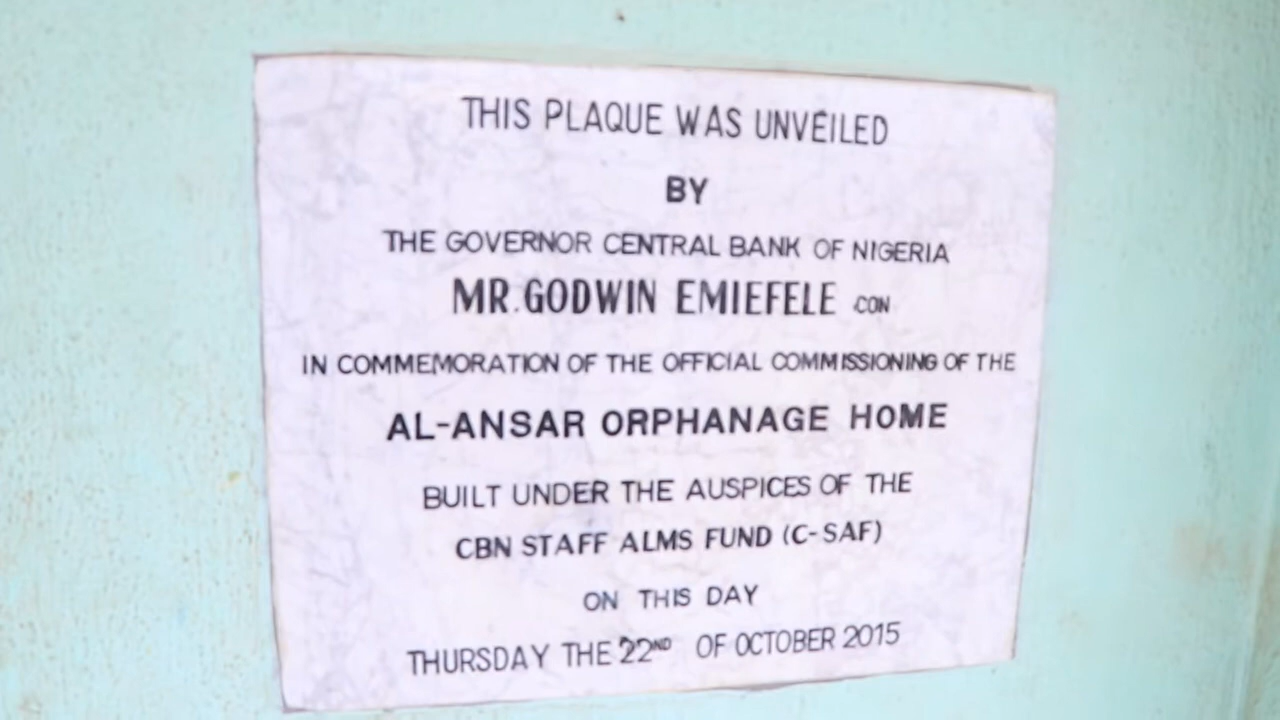 THIS PLAQUE WAS UNVEILED
BY
THE GOVERNOR CENTRAL BANK OF NIGERIA
MR. GODWIN EMIEFELE CON
IN COMMEMORATION OF THE OFFICIAL COMMISSIONING OF THE
AL-ANSAR ORPHANAGE HOME
BUILT UNDER THE AUSPICES OF THE
CBN STAFF ALMS FUND (C-SAF)
ON THIS DAY
THURSDAY THE 22ND OF OCTOBER 2015